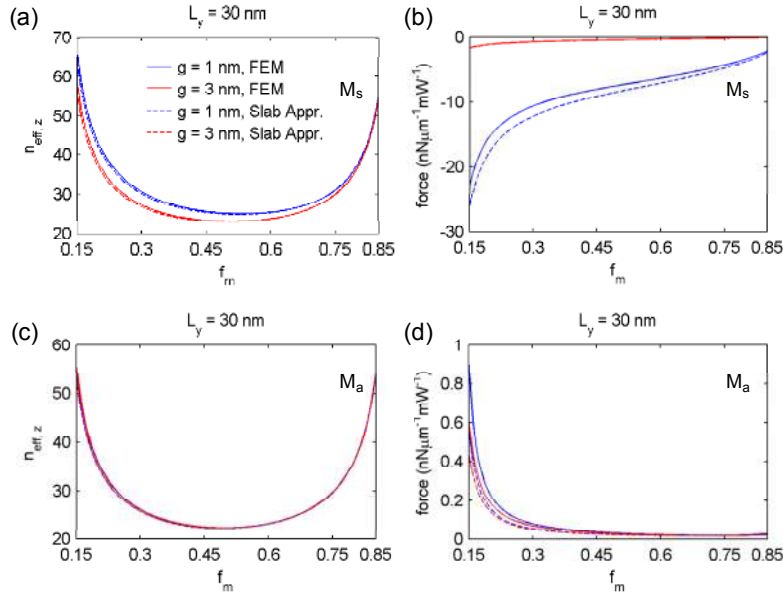 (a)
L_y = 30 nm
n_eff, z
70
60
50
40
30
20
g = 1 nm, FEM
g = 3 nm, FEM
g = 1 nm, Slab Appr.
g = 3 nm, Slab Appr.
M_s
0.15 0.3 0.45 0.6 0.75 0.85
f_m
(b)
L_y = 30 nm
force (nNμm⁻¹mW⁻¹)
0
-10
-20
-30
M_s
0.15 0.3 0.45 0.6 0.75 0.85
f_m
(c)
L_y = 30 nm
n_eff, z
60
50
40
30
20
M_a
0.15 0.3 0.45 0.6 0.75 0.85
f_m
(d)
L_y = 30 nm
force (nNμm⁻¹mW⁻¹)
1
0.8
0.6
0.4
0.2
0
M_a
0.15 0.3 0.45 0.6 0.75 0.85
f_m